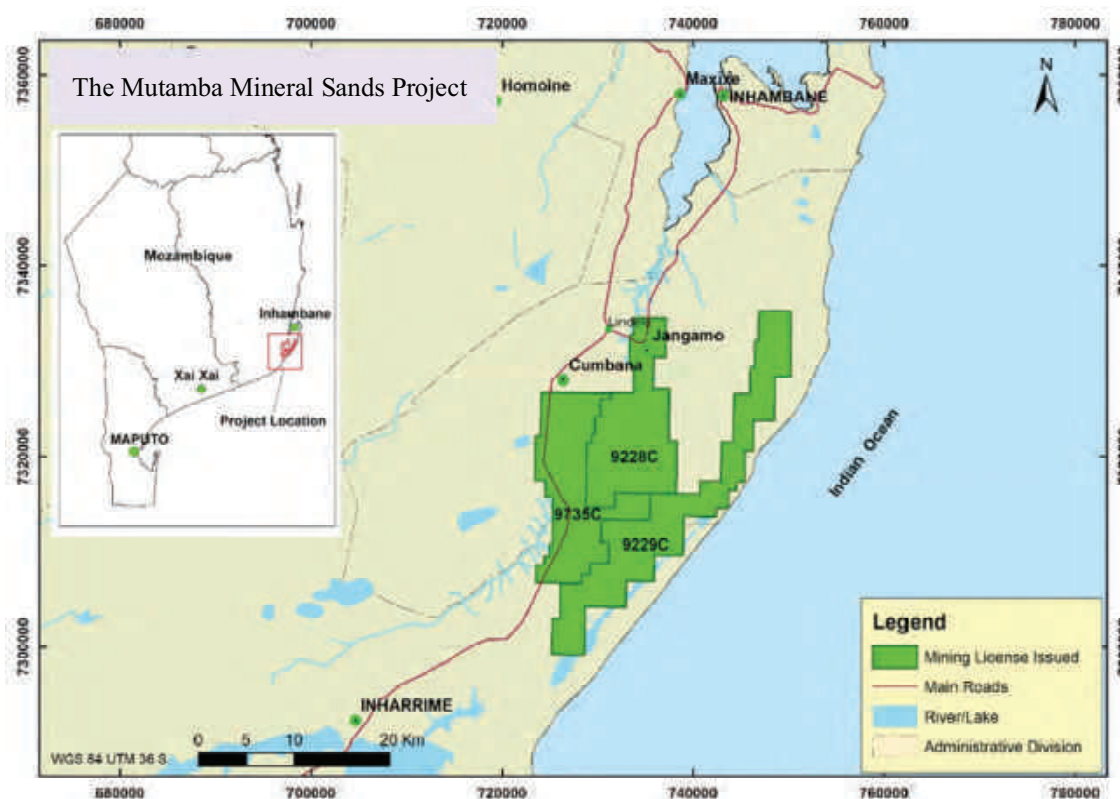 680000 700000 720000 740000 760000 780000
7360000
The Mutamba Mineral Sands Project
Homoine
Maxixe
INHAMBANE
N
Mozambique
Inhambane
Xai Xai
Project Location
MAPUTO
7340000
Jangamo
Cumbana
7320000
9228C
9735C
9229C
Indian Ocean
7300000
INHARRIME
0 5 10 20 Km
WGS 84 UTM 36 S
Legend
Mining License Issued
Main Roads
River/Lake
Administrative Division
680000 700000 720000 740000 760000 780000